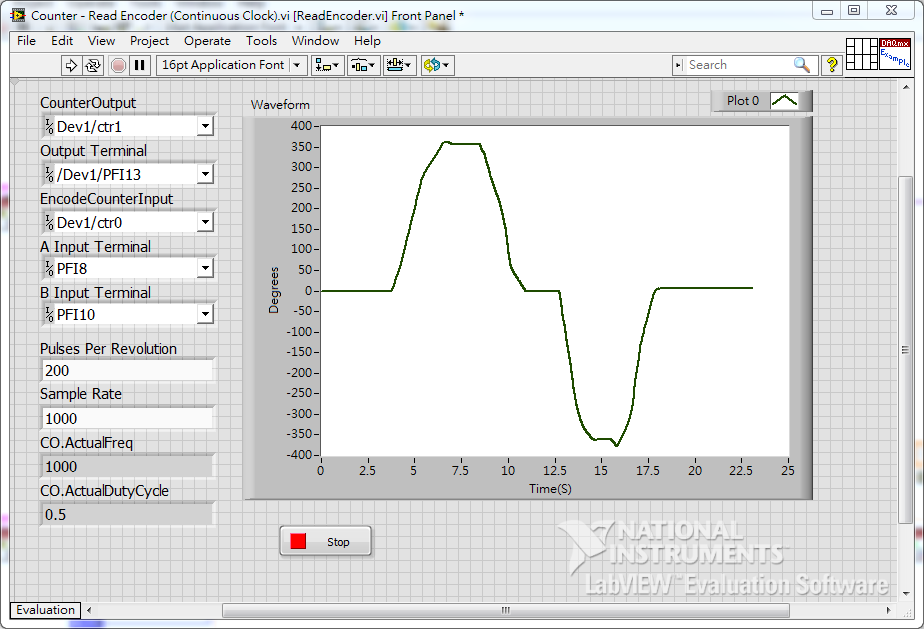 Counter - Read Encoder (Continuous Clock).vi [ReadEncoder.vi] Front Panel *
File Edit View Project Operate Tools Window Help
16pt Application Font Search ?
DAQmx
Example
CounterOutput
Dev1/ctr1
Output Terminal
/Dev1/PFI13
EncodeCounterInput
Dev1/ctr0
A Input Terminal
PFI8
B Input Terminal
PFI10
Pulses Per Revolution
200
Sample Rate
1000
CO.ActualFreq
1000
CO.ActualDutyCycle
0.5
Waveform
Plot 0
400
350
300
250
200
150
100
50
0
-50
-100
-150
-200
-250
-300
-350
-400
Degrees
0 2.5 5 7.5 10 12.5 15 17.5 20 22.5 25
Time(S)
Stop
NATIONAL
INSTRUMENTS
LabVIEW™ Evaluation Software
Evaluation